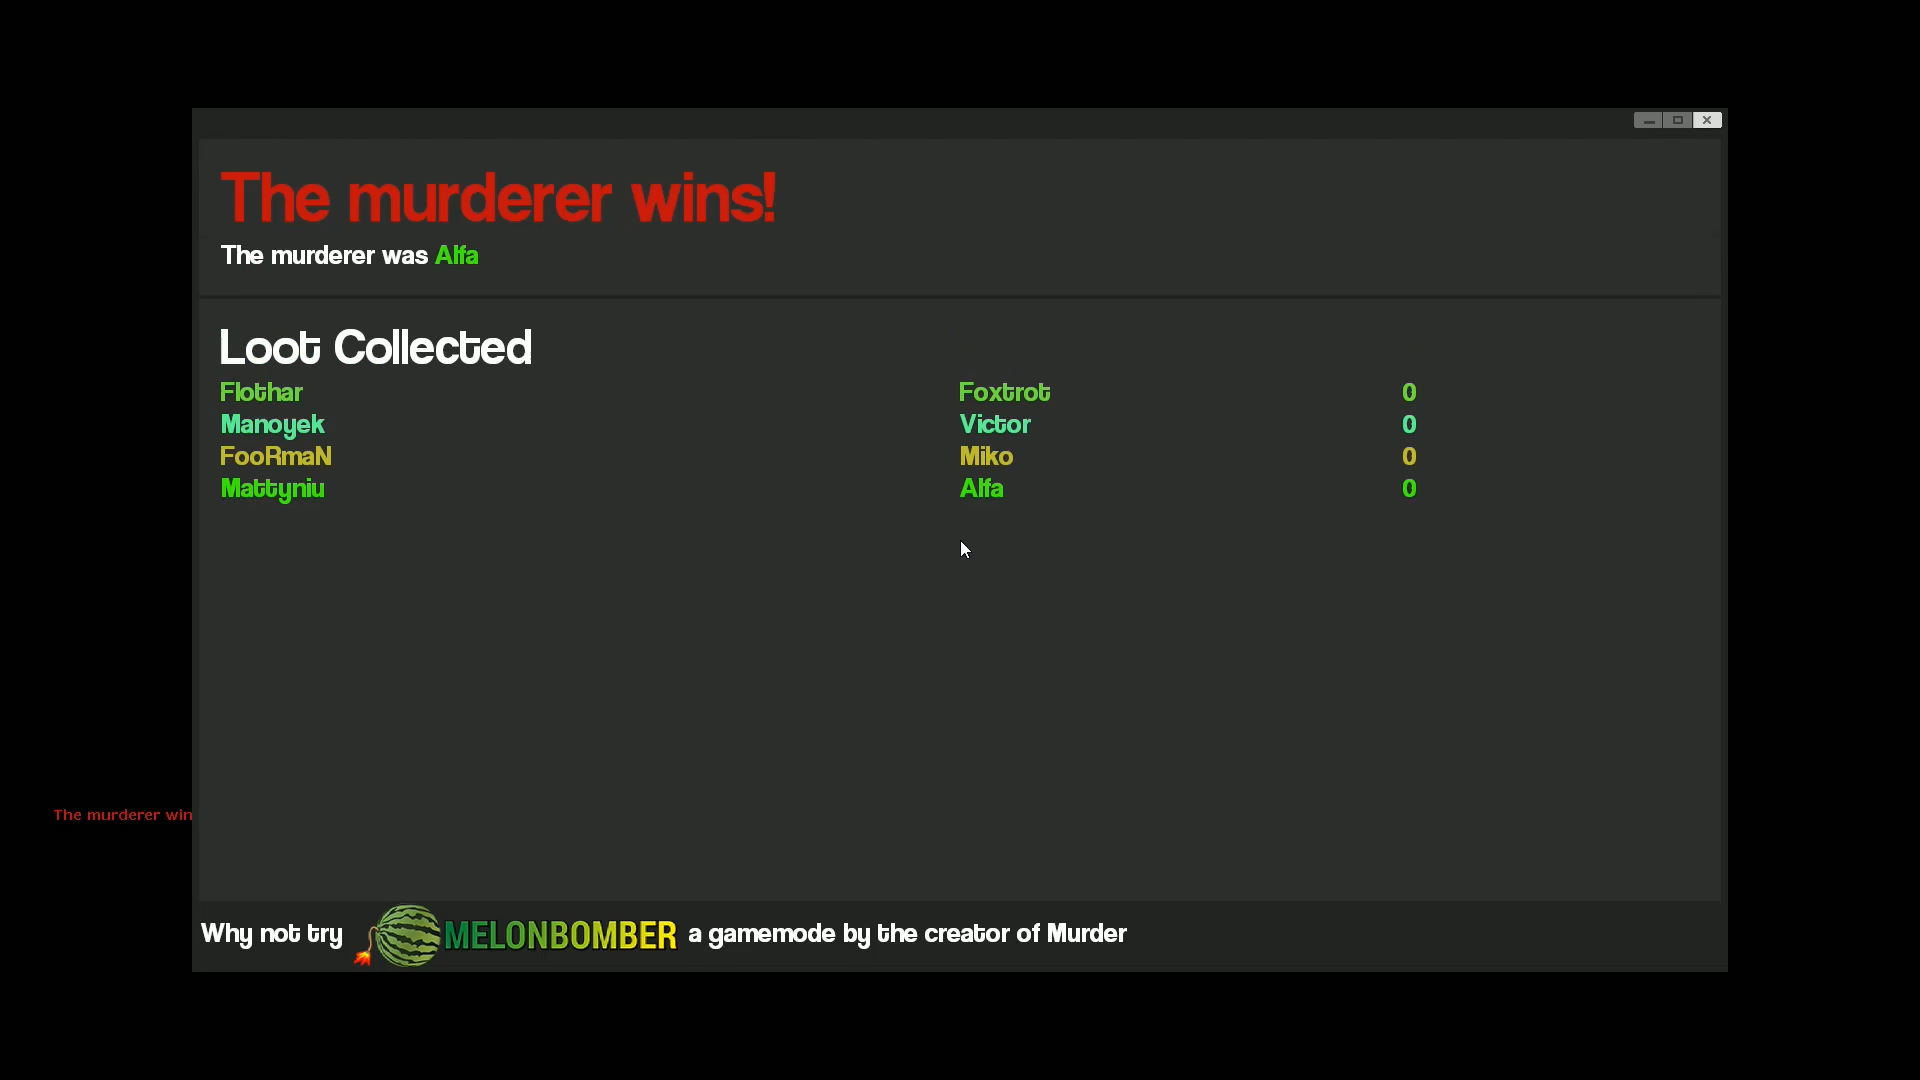 The murderer wins!
The murderer was Alfa
Loot Collected
Flothar Foxtrot 0
Manoyek Victor 0
FooRmaN Miko 0
Mattyniu Alfa 0
The murderer win
Why not try MELONBOMBER a gamemode by the creator of Murder